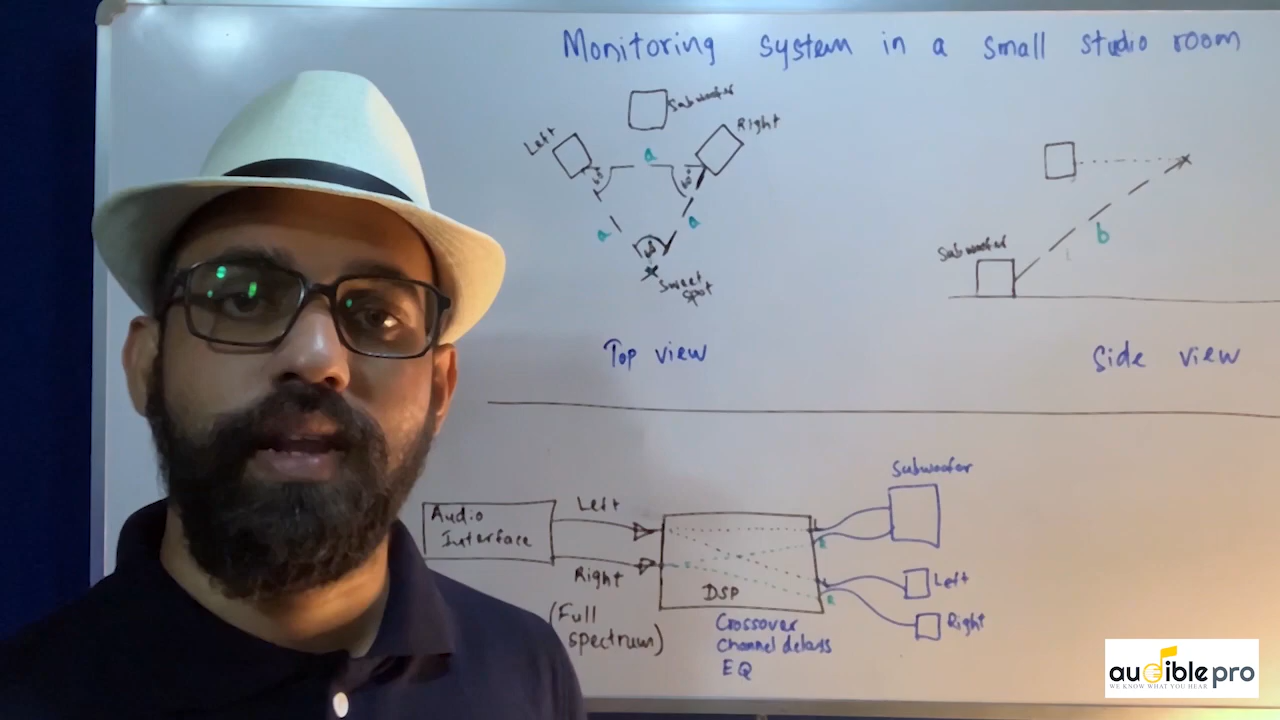 Monitoring system in a small studio room
Subwoofer
Left
Right
a
60°
60°
a
a
60°
Sweet
spot
Top view
Subwoofer
b
Side view
Subwoofer
Audio
Interface
Left
Right
(Full
spectrum)
DSP
L
R
L
R
Left
Right
Crossover
Channel delays
EQ
audiblepro
WE KNOW WHAT YOU HEAR